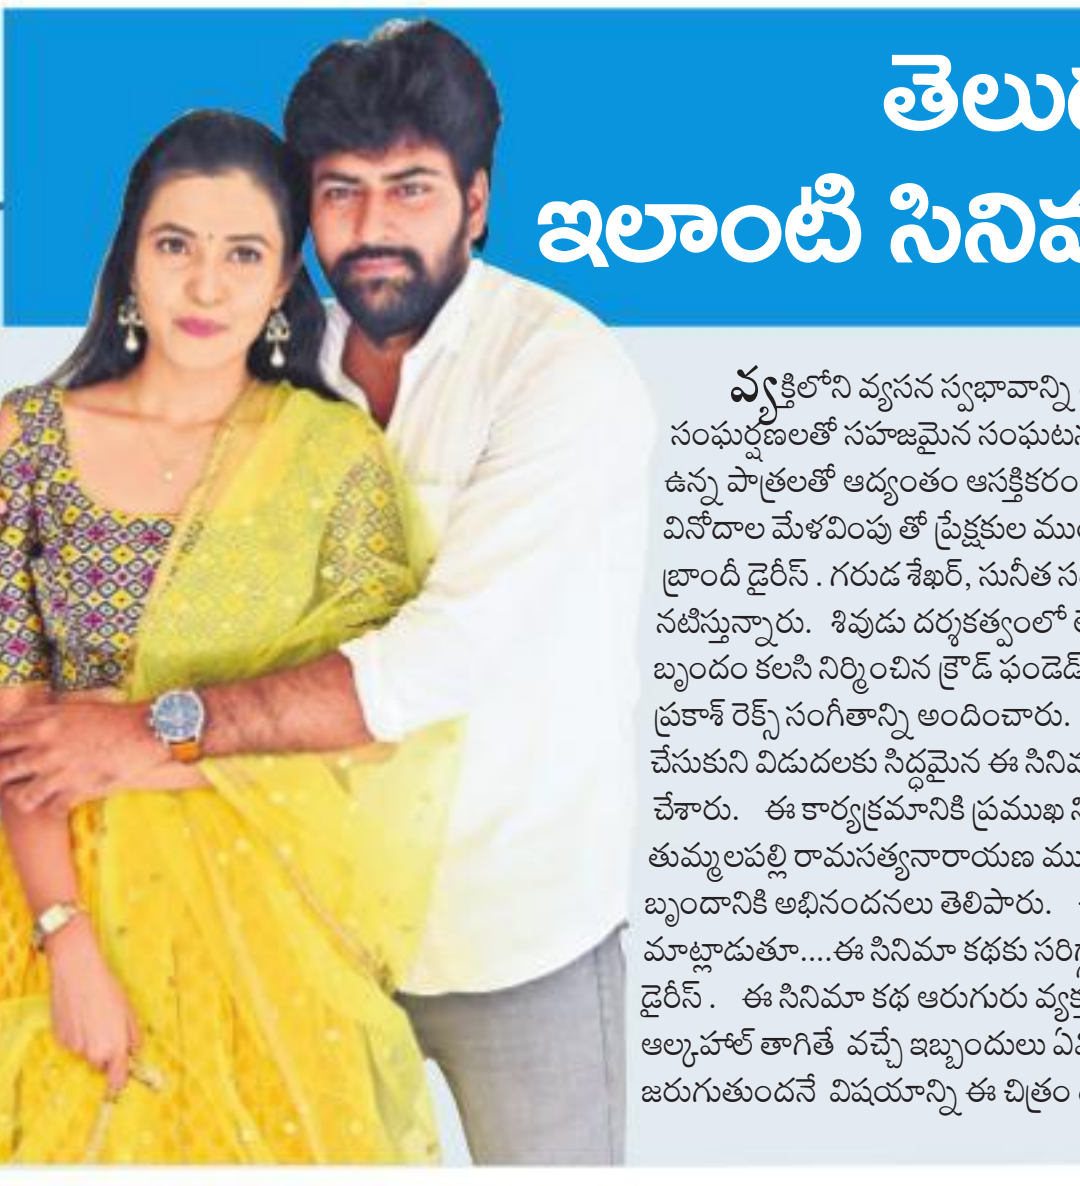 తెలు
ఇలాంటి సినిమ
వ్యక్తిలోని వ్యసన స్వభావాన్ని
సంఘర్షణలతో సహజమైన సంఘటన
ఉన్న పాత్రలతో ఆద్యంతం ఆసక్తికరం
వినోదాల మేళవింపు తో ప్రేక్షకుల ము
బ్రాందీ డైరీస్ . గరుడ శేఖర్, సునీత స
నటిస్తున్నారు. శివుడు దర్శకత్వంలో
బృందం కలసి నిర్మించిన క్రౌడ్ ఫండెడ్
ప్రకాశ్ రెక్స్ సంగీతాన్ని అందించారు.
చేసుకుని విడుదలకు సిద్ధమైన ఈ సినిమ
చేశారు. ఈ కార్యక్రమానికి ప్రముఖ ని
తుమ్మలపల్లి రామసత్యనారాయణ ము
బృందానికి అభినందనలు తెలిపారు.
మాట్లాడుతూ....ఈ సినిమా కథకు సరిగ్
డైరీస్ . ఈ సినిమా కథ ఆరుగురు వ్యక్
ఆల్కహాల్ తాగితే వచ్చే ఇబ్బందులు ఏ
జరుగుతుందనే విషయాన్ని ఈ చిత్రం